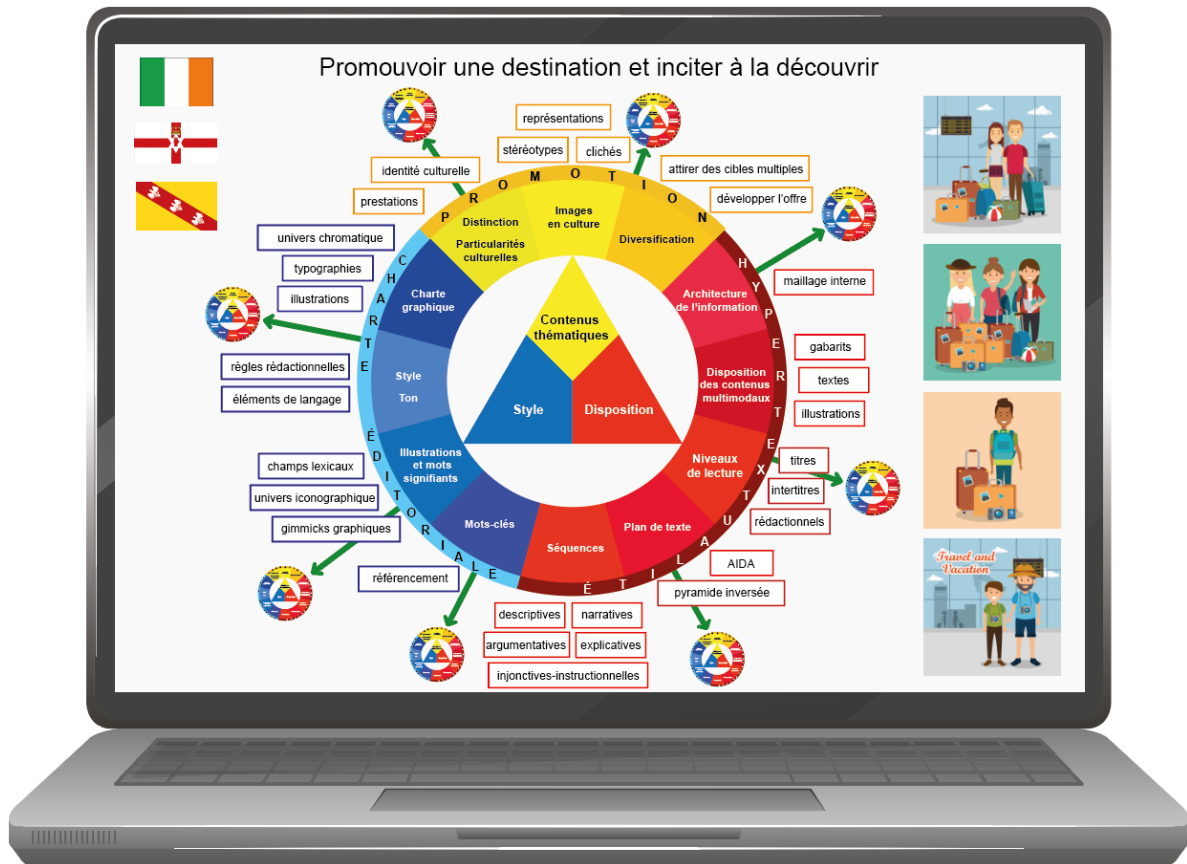 Promouvoir une destination et inciter à la découvrir
représentations
stéréotypes
clichés
identité culturelle
attirer des cibles multiples
prestations
développer l'offre
PROMOTION
Distinction
Particularités
culturelles
Images
en culture
Diversification
univers chromatique
typographies
illustrations
CHARTE ÉDITORIALE
Charte
graphique
HYPERTEXTUALITÉ
Architecture
de l'information
maillage interne
Contenus
thématiques
Style
Disposition
règles rédactionnelles
éléments de langage
Style
Ton
Disposition
des contenus
multimodaux
gabarits
textes
illustrations
champs lexicaux
univers iconographique
gimmicks graphiques
Illustrations
et mots
signifiants
Niveaux
de lecture
titres
intertitres
rédactionnels
référencement
Mots-clés
Séquences
Plan de texte
AIDA
pyramide inversée
descriptives
narratives
argumentatives
explicatives
injonctives-instructionnelles
Travel and
Vacation